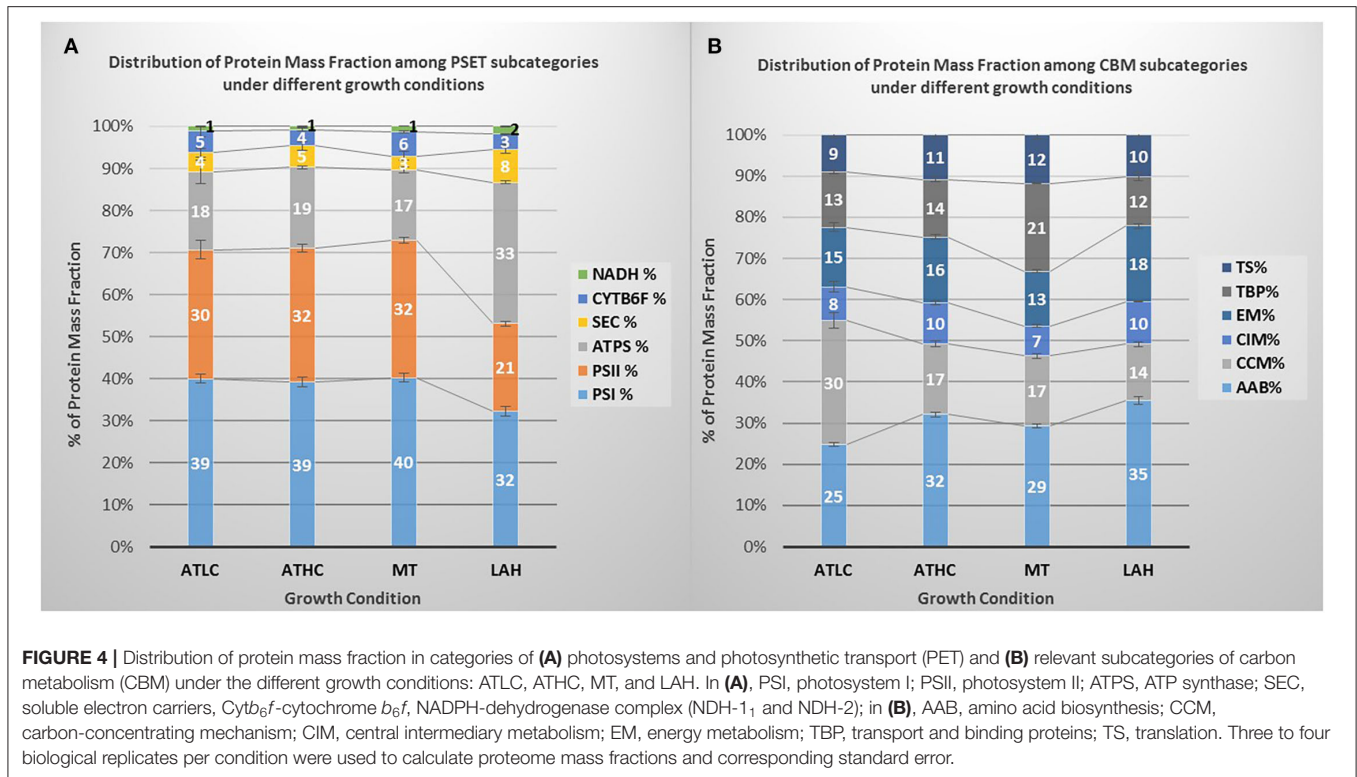 A
Distribution of Protein Mass Fraction among PSET subcategories
under different growth conditions
% of Protein Mass Fraction
100%
90%
80%
70%
60%
50%
40%
30%
20%
10%
0%
1 1 1 2
5 4 6 3
4 5 3 8
18 19 17 33
30 32 32 21
39 39 40 32
ATLC ATHC MT LAH
Growth Condition
NADH %
CYTB6F %
SEC %
ATPS %
PSII %
PSI %
B
Distribution of Protein Mass Fraction among CBM subcategories
under different growth conditions
% of Protein Mass Fraction
100%
90%
80%
70%
60%
50%
40%
30%
20%
10%
0%
9 11 12 10
13 14 21 12
15 16 13 18
8 10 7 10
30 17 17 14
25 32 29 35
ATLC ATHC MT LAH
Growth Condition
TS%
TBP%
EM%
CIM%
CCM%
AAB%
FIGURE 4 | Distribution of protein mass fraction in categories of (A) photosystems and photosynthetic transport (PET) and (B) relevant subcategories of carbon
metabolism (CBM) under the different growth conditions: ATLC, ATHC, MT, and LAH. In (A), PSI, photosystem I; PSII, photosystem II; ATPS, ATP synthase; SEC,
soluble electron carriers, Cytb₆f-cytochrome b₆f, NADPH-dehydrogenase complex (NDH-1₁ and NDH-2); in (B), AAB, amino acid biosynthesis; CCM,
carbon-concentrating mechanism; CIM, central intermediary metabolism; EM, energy metabolism; TBP, transport and binding proteins; TS, translation. Three to four
biological replicates per condition were used to calculate proteome mass fractions and corresponding standard error.